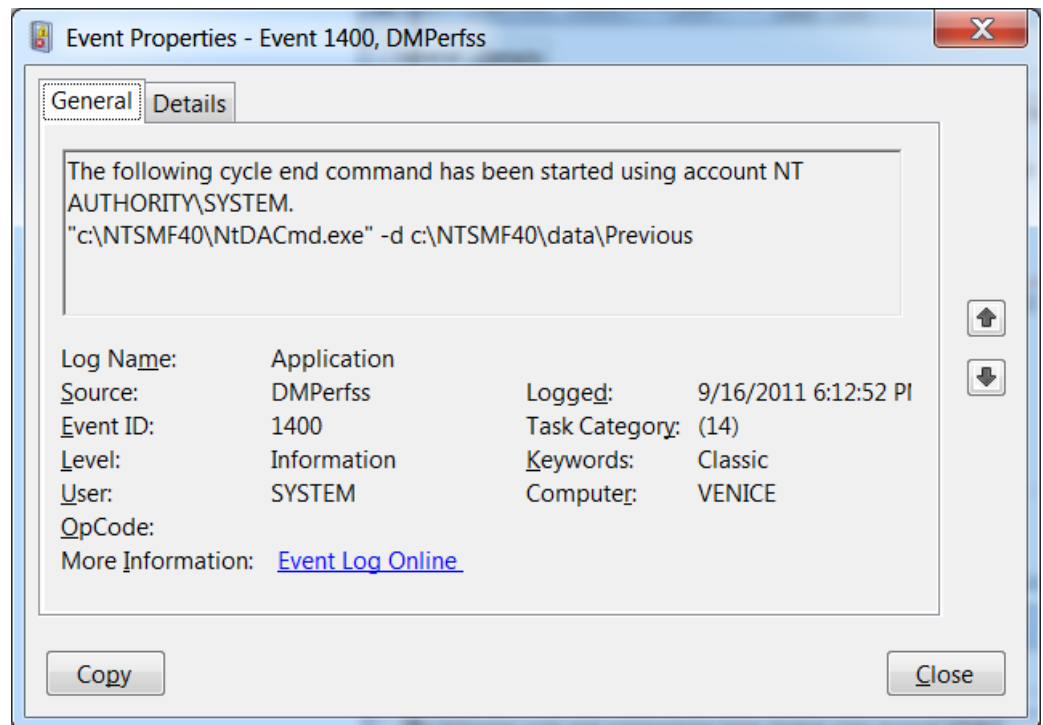 Event Properties - Event 1400, DMPerfss
General Details
The following cycle end command has been started using account NT
AUTHORITY\SYSTEM.
"c:\NTSMF40\NtDACmd.exe" -d c:\NTSMF40\data\Previous
Log Name: Application
Source: DMPerfss Logged: 9/16/2011 6:12:52 PI
Event ID: 1400 Task Category: (14)
Level: Information Keywords: Classic
User: SYSTEM Computer: VENICE
OpCode:
More Information: Event Log Online
Copy Close